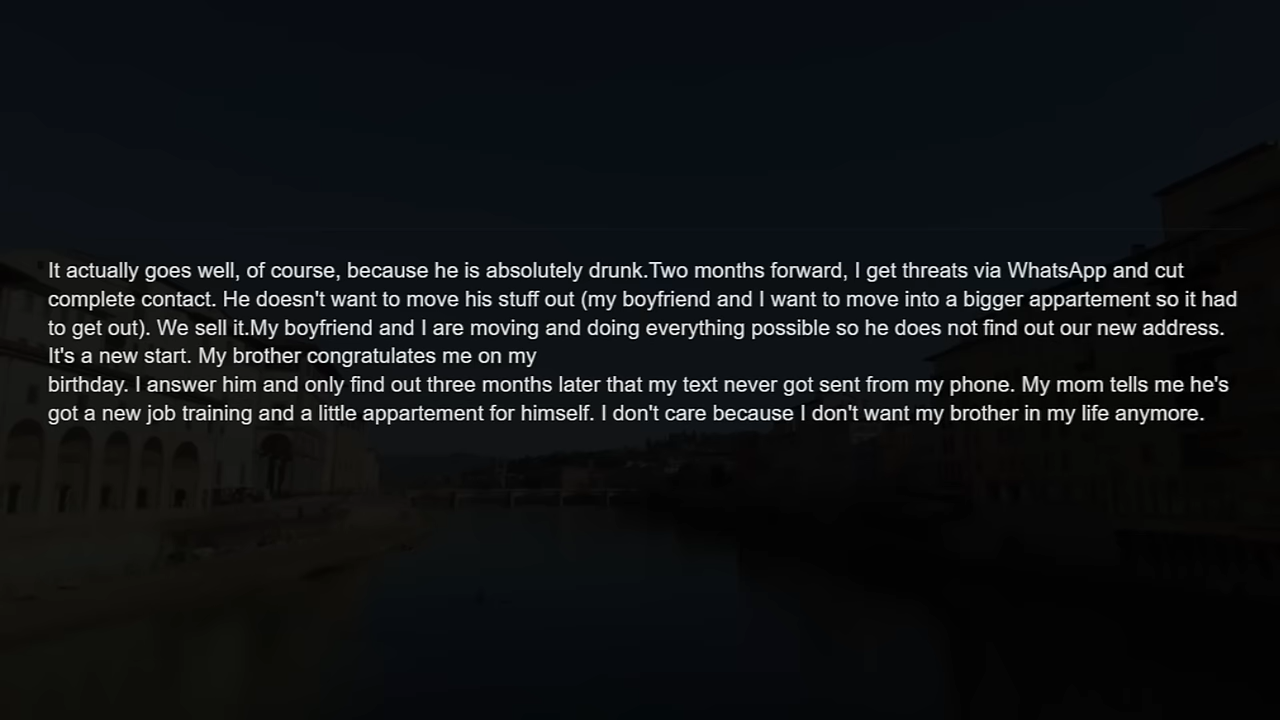 It actually goes well, of course, because he is absolutely drunk.Two months forward, I get threats via WhatsApp and cut
complete contact. He doesn't want to move his stuff out (my boyfriend and I want to move into a bigger appartement so it had
to get out). We sell it.My boyfriend and I are moving and doing everything possible so he does not find out our new address.
It's a new start. My brother congratulates me on my
birthday. I answer him and only find out three months later that my text never got sent from my phone. My mom tells me he's
got a new job training and a little appartement for himself. I don't care because I don't want my brother in my life anymore.